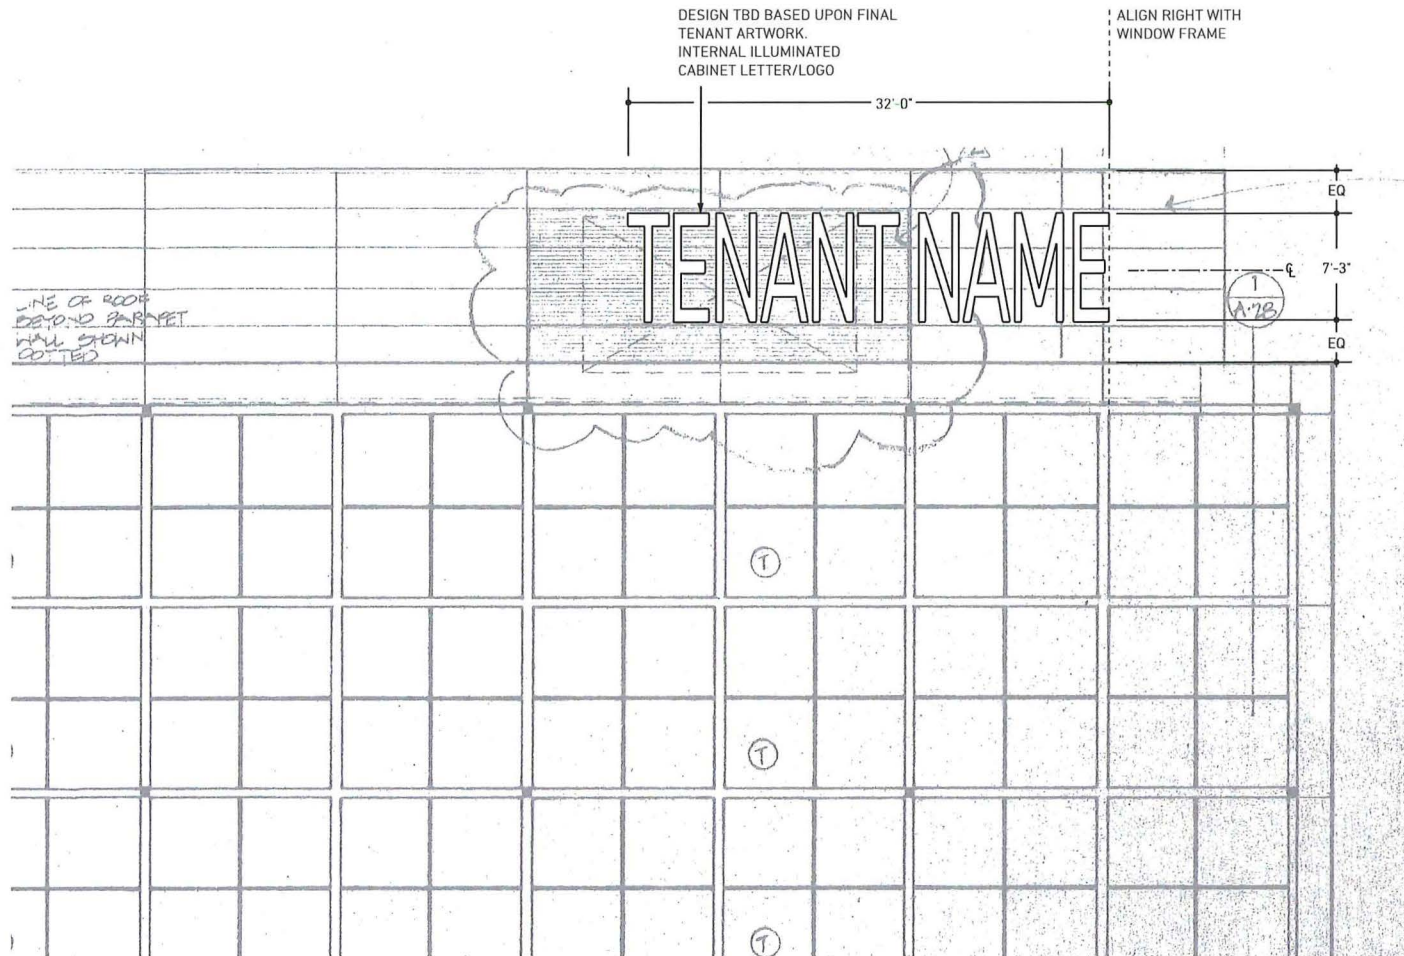 DESIGN TBD BASED UPON FINAL
TENANT ARTWORK.
INTERNAL ILLUMINATED
CABINET LETTER/LOGO
ALIGN RIGHT WITH
WINDOW FRAME
32'-0"
EQ
TENANT NAME
7'-3"
1
A·28
EQ
LINE OF ROOF
BEYOND PARAPET
WALL SHOWN
DOTTED
T
T
T